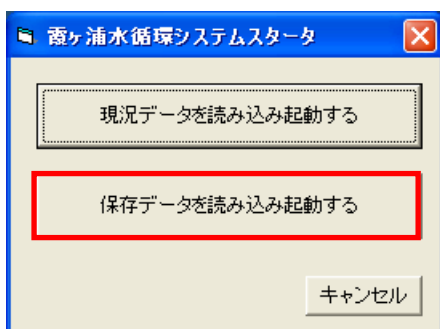 霞ヶ浦水循環システムスタータ
現況データを読み込み起動する
保存データを読み込み起動する
キャンセル